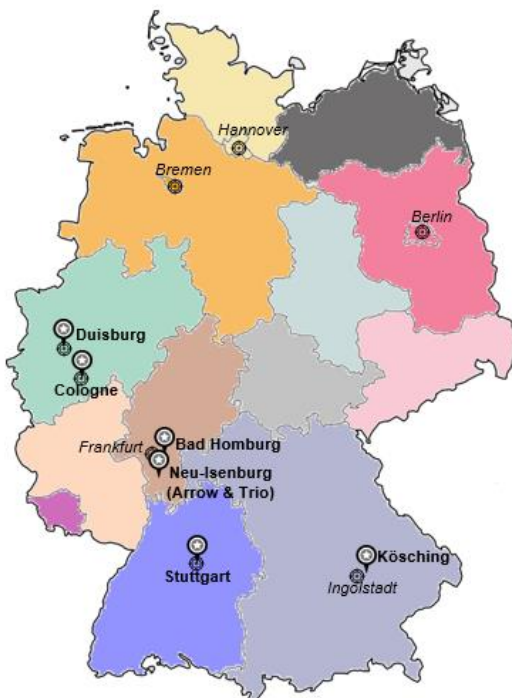 Hannover
Bremen
Berlin
Duisburg
Cologne
Frankfurt
Bad Homburg
Neu-Isenburg
(Arrow & Trio)
Stuttgart
Kösching
Ingolstadt